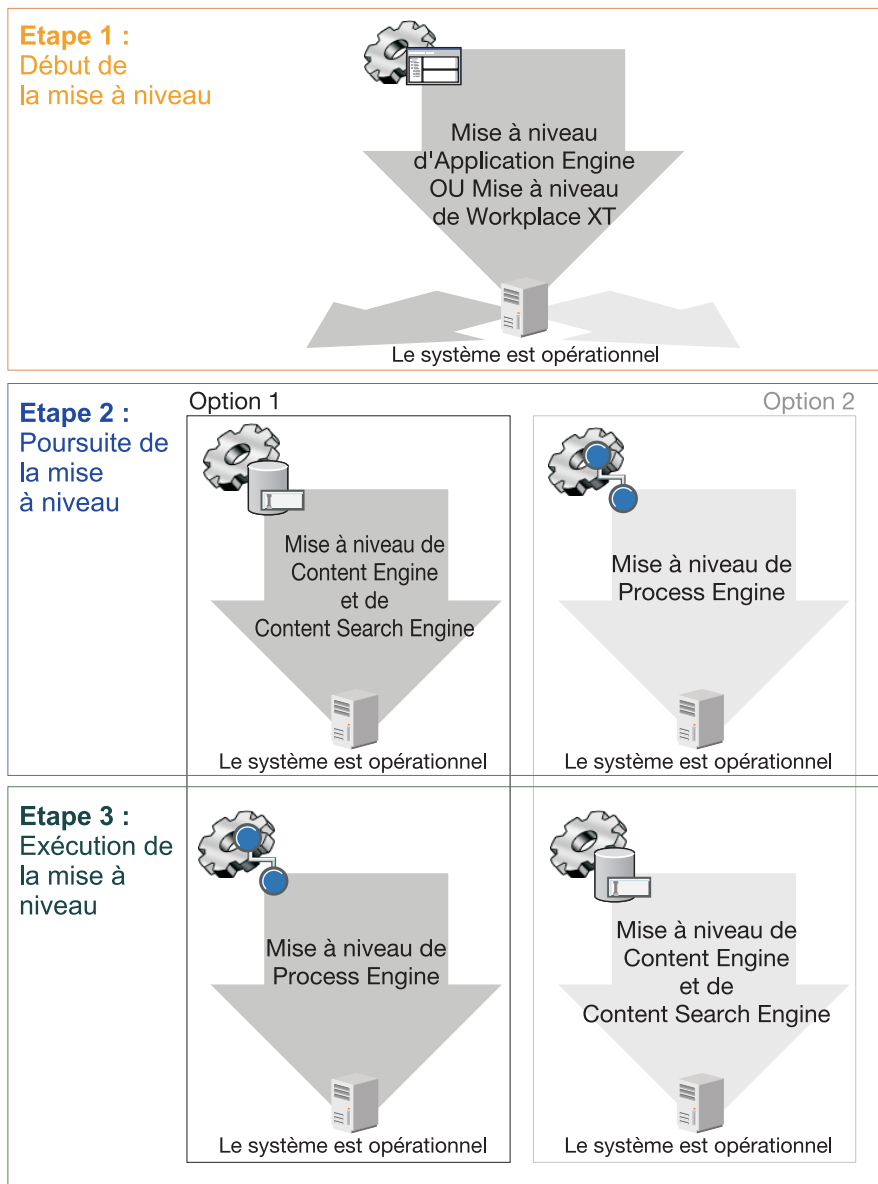 Etape 1 :
Début de
la mise à niveau
Mise à niveau
d'Application Engine
OU Mise à niveau
de Workplace XT
Le système est opérationnel
Etape 2 :
Poursuite de
la mise
à niveau
Option 1
Mise à niveau de
Content Engine
et de
Content Search Engine
Le système est opérationnel
Option 2
Mise à niveau de
Process Engine
Le système est opérationnel
Etape 3 :
Exécution de
la mise à
niveau
Mise à niveau de
Process Engine
Le système est opérationnel
Mise à niveau de
Content Engine
et de
Content Search Engine
Le système est opérationnel